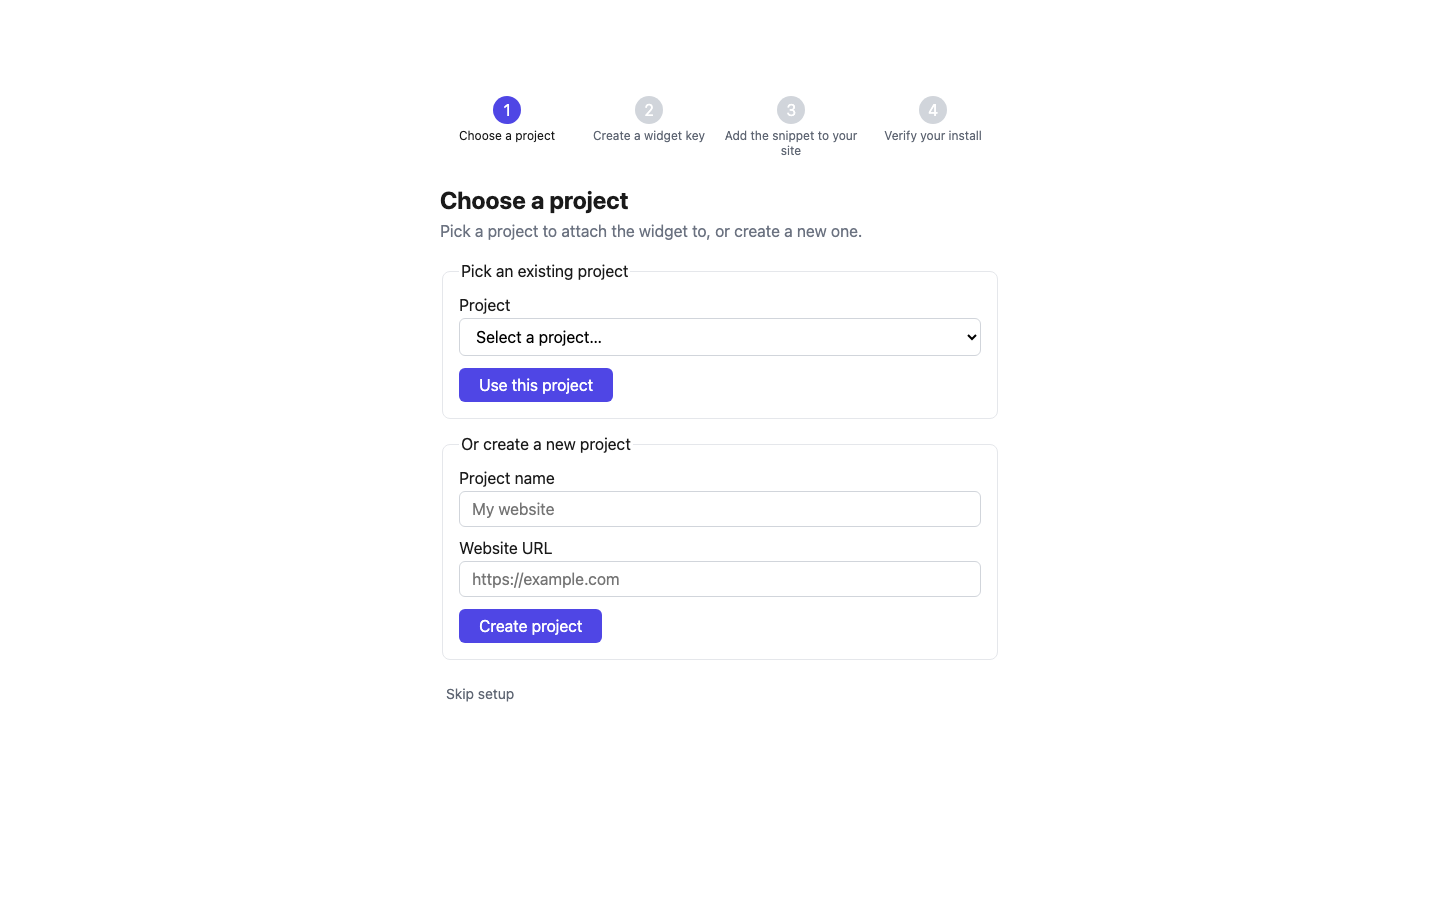 1
Choose a project
2
Create a widget key
3
Add the snippet to your
site
4
Verify your install
Choose a project
Pick a project to attach the widget to, or create a new one.
Pick an existing project
Project
Select a project...
Use this project
Or create a new project
Project name
My website
Website URL
https://example.com
Create project
Skip setup